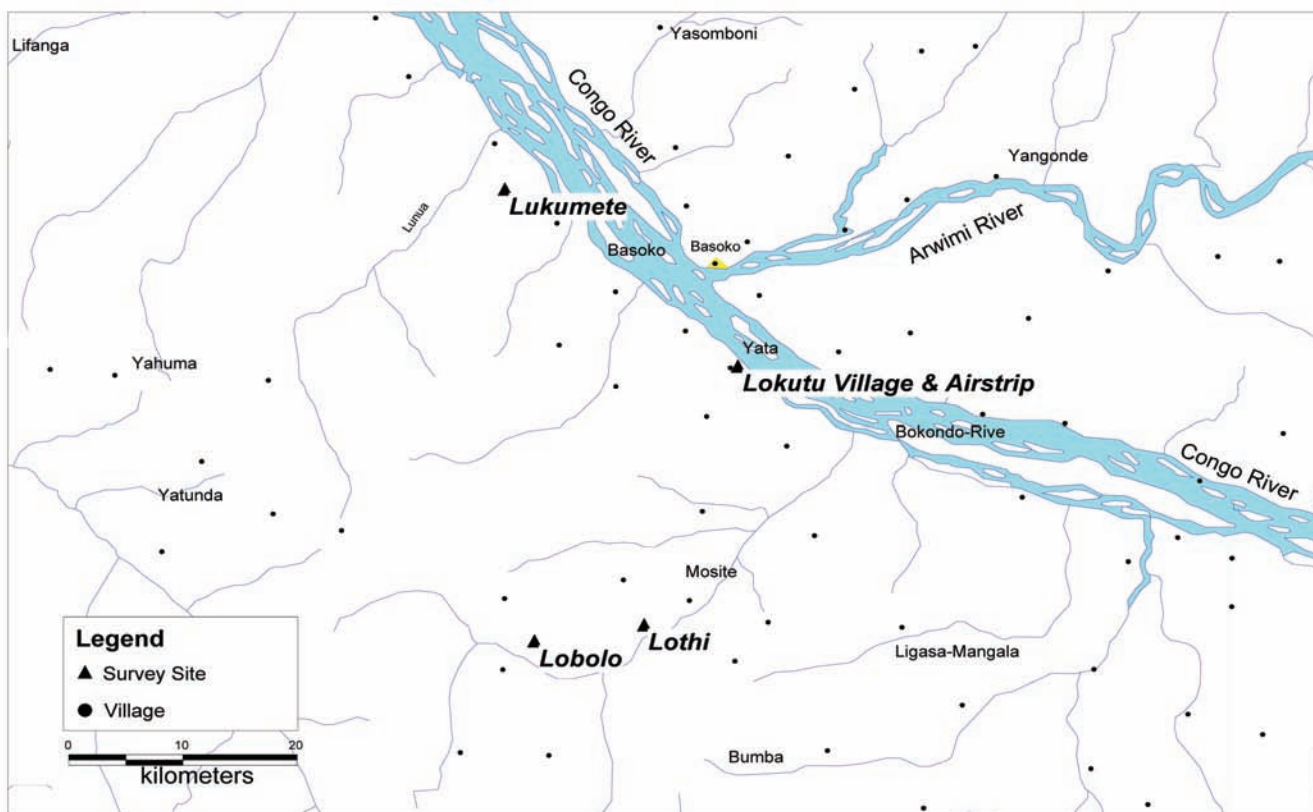 Lifanga
Yasomboni
Congo River
Yangonde
Lunua
Lukumete
Arwimi River
Basoko
Basoko
Yata
Yahuma
Lokutu Village & Airstrip
Bokondo-Rive
Congo River
Yatunda
Mosite
Lothi
Lobolo
Ligasa-Mangala
Bumba
Legend
Survey Site
Village
0 10 20
kilometers